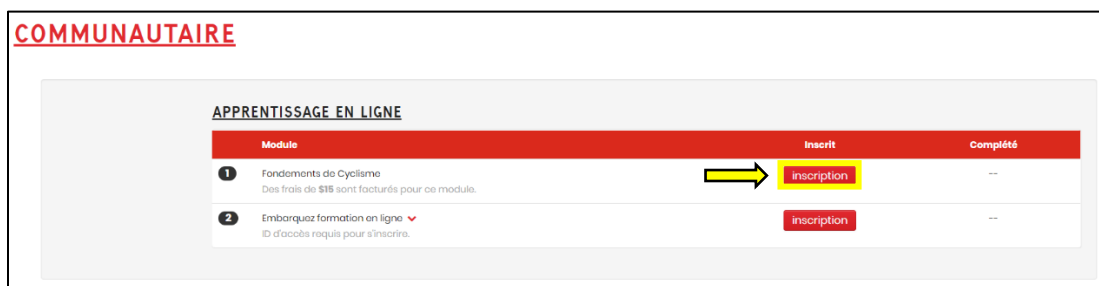 COMMUNAUTAIRE
APPRENTISSAGE EN LIGNE
Module Inscrit Complété
1 Fondements de Cyclisme inscription --
Des frais de $15 sont facturés pour ce module.
2 Embarquez formation en ligne inscription --
ID d'accès requis pour s'inscrire.